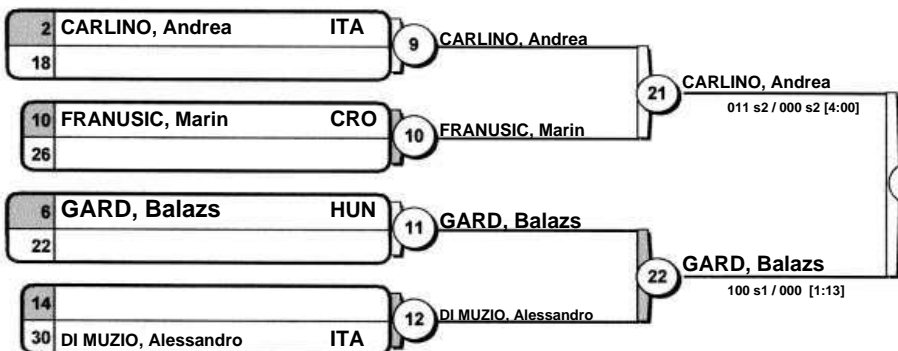 2 CARLINO, Andrea ITA
18
9 CARLINO, Andrea
10 FRANUSIC, Marin CRO
26
10 FRANUSIC, Marin
21 CARLINO, Andrea
011 s2 / 000 s2 [4:00]
6 GARD, Balazs HUN
22
11 GARD, Balazs
14
30 DI MUZIO, Alessandro ITA
12 DI MUZIO, Alessandro
22 GARD, Balazs
100 s1 / 000 [1:13]